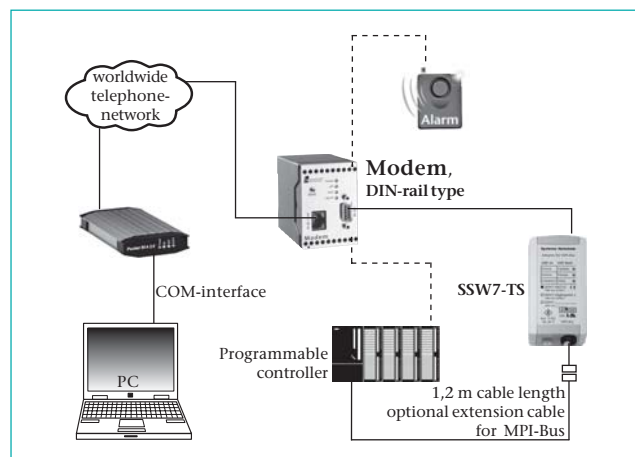 worldwide
telephone-
network
Alarm
Modem,
DIN-rail type
Modem
COM-interface
SSW7-TS
PC
Programmable
controller
1,2 m cable length
optional extension cable
for MPI-Bus